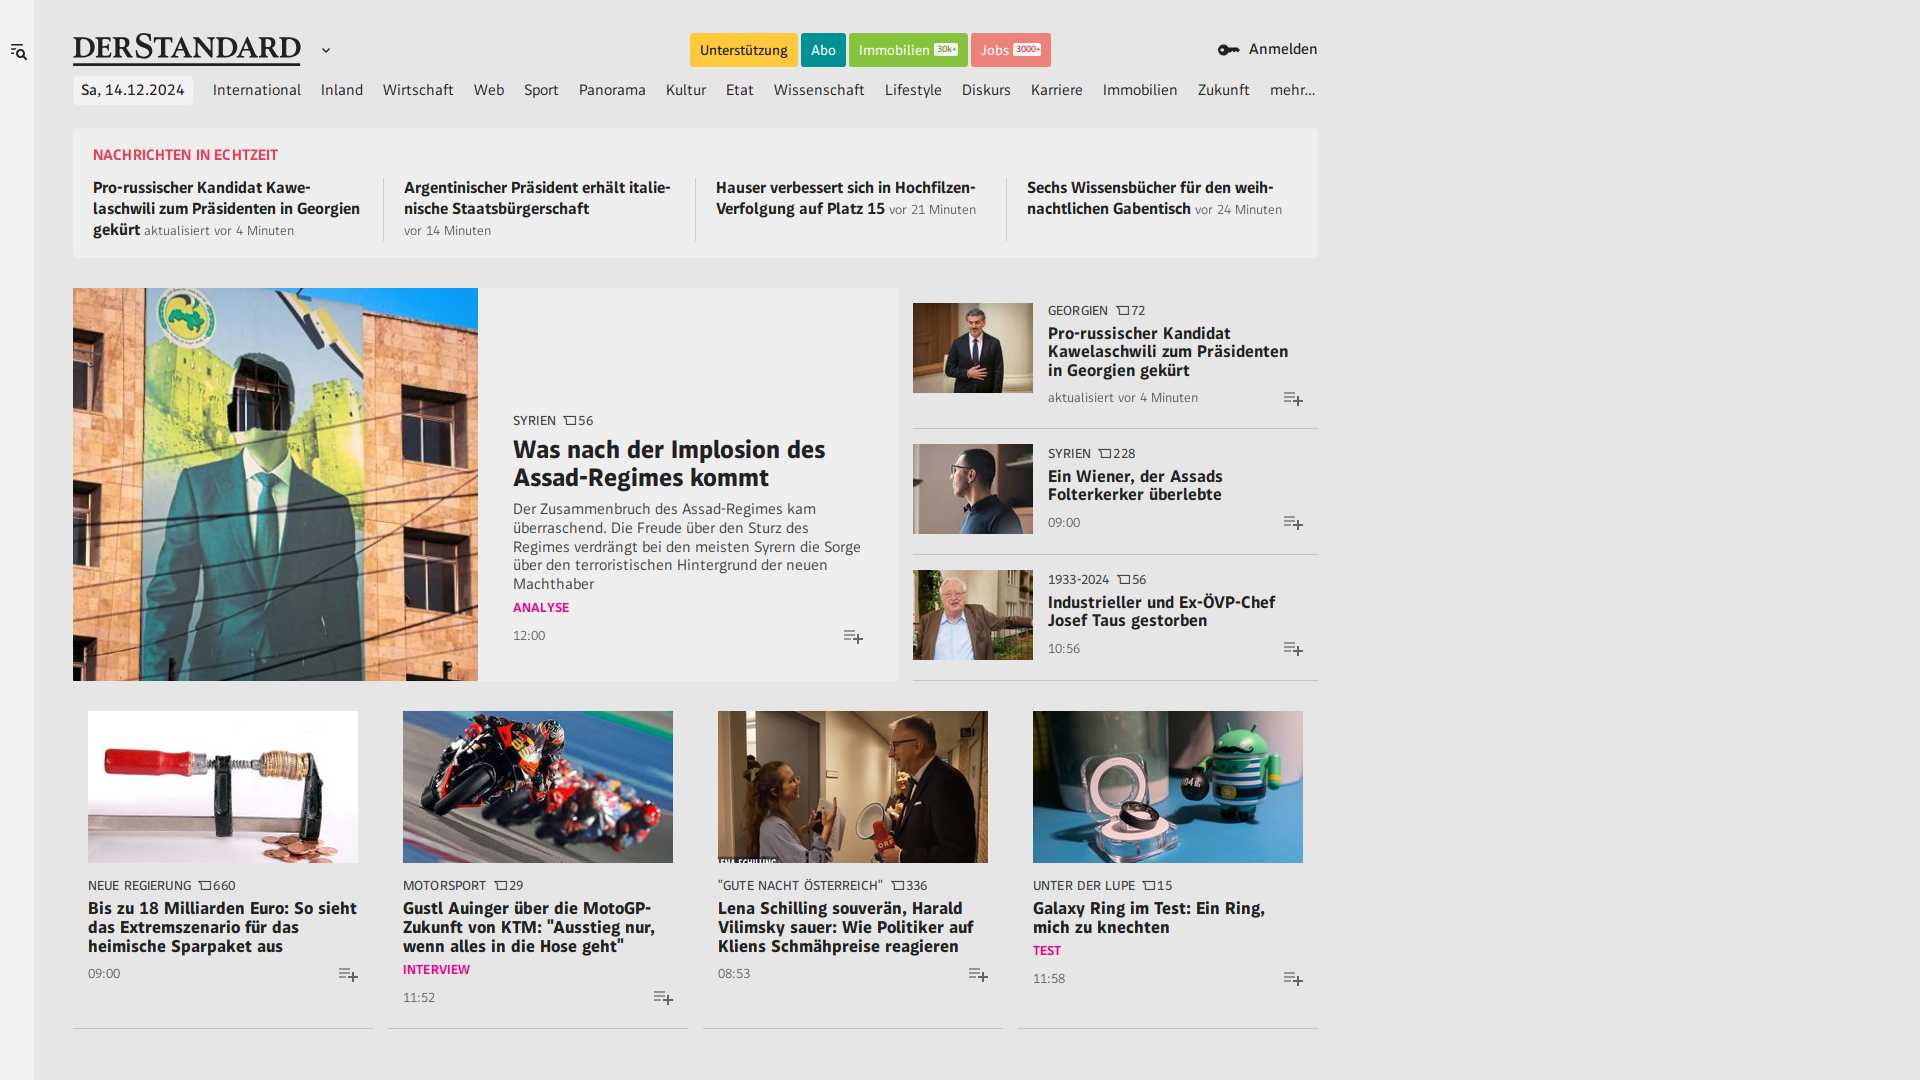 DERSTANDARD
Unterstützung
Abo
Immobilien 30k+
Jobs 3000+
Anmelden
Sa, 14.12.2024
International
Inland
Wirtschaft
Web
Sport
Panorama
Kultur
Etat
Wissenschaft
Lifestyle
Diskurs
Karriere
Immobilien
Zukunft
mehr...
NACHRICHTEN IN ECHTZEIT
Pro-russischer Kandidat Kawe-
laschwili zum Präsidenten in Georgien
gekürt aktualisiert vor 4 Minuten
Argentinischer Präsident erhält italie-
nische Staatsbürgerschaft
vor 14 Minuten
Hauser verbessert sich in Hochfilzen-
Verfolgung auf Platz 15 vor 21 Minuten
Sechs Wissensbücher für den weih-
nachtlichen Gabentisch vor 24 Minuten
SYRIEN 56
Was nach der Implosion des
Assad-Regimes kommt
Der Zusammenbruch des Assad-Regimes kam
überraschend. Die Freude über den Sturz des
Regimes verdrängt bei den meisten Syrern die Sorge
über den terroristischen Hintergrund der neuen
Machthaber
ANALYSE
12:00
GEORGIEN 72
Pro-russischer Kandidat
Kawelaschwili zum Präsidenten
in Georgien gekürt
aktualisiert vor 4 Minuten
SYRIEN 228
Ein Wiener, der Assads
Folterkerker überlebte
09:00
1933-2024 56
Industrieller und Ex-ÖVP-Chef
Josef Taus gestorben
10:56
NEUE REGIERUNG 660
Bis zu 18 Milliarden Euro: So sieht
das Extremszenario für das
heimische Sparpaket aus
09:00
MOTORSPORT 29
Gustl Auinger über die MotoGP-
Zukunft von KTM: "Ausstieg nur,
wenn alles in die Hose geht"
INTERVIEW
11:52
ORF
LENA SCHILLING
"GUTE NACHT ÖSTERREICH" 336
Lena Schilling souverän, Harald
Vilimsky sauer: Wie Politiker auf
Kliens Schmähpreise reagieren
08:53
UNTER DER LUPE 15
Galaxy Ring im Test: Ein Ring,
mich zu knechten
TEST
11:58